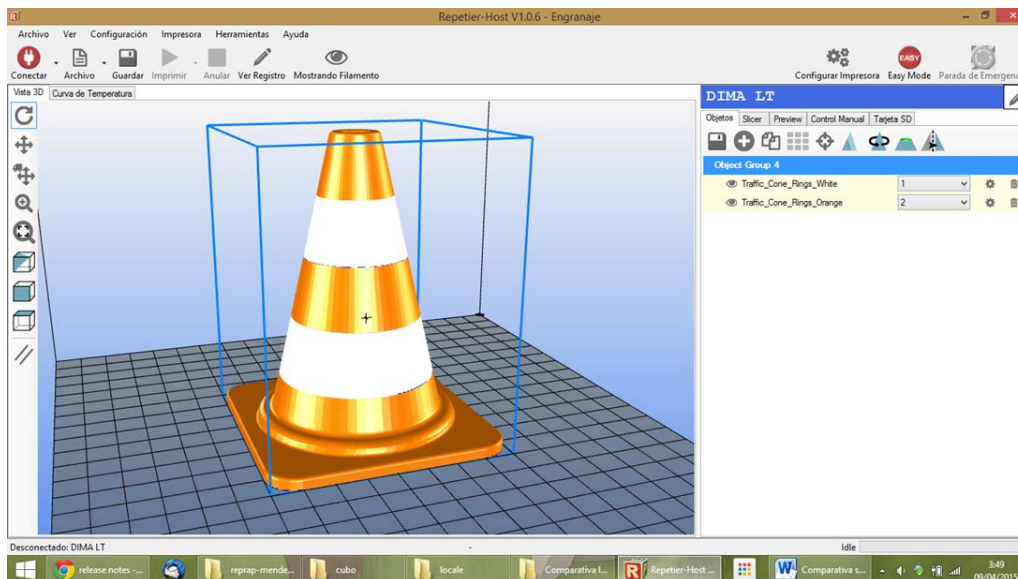 Repetier-Host V1.0.6 - Engranaje
Archivo Ver Configuración Impresora Herramientas Ayuda
Conectar Archivo Guardar Imprimir Anular Ver Registro Mostrando Filamento
EASY
Configurar Impresora Easy Mode Parada de Emergenc
Vista 3D Curva de Temperatura
DIMA LT
Objetos Slicer Preview Control Manual Tarjeta SD
Object Group 4
Traffic_Cone_Rings_White 1
Traffic_Cone_Rings_Orange 2
Desconectado: DIMA LT - Idle
release notes -... reprap-mende... cubo locale Comparativa l... Repetier-Host ... Comparativa s...
3:49
09/04/2015